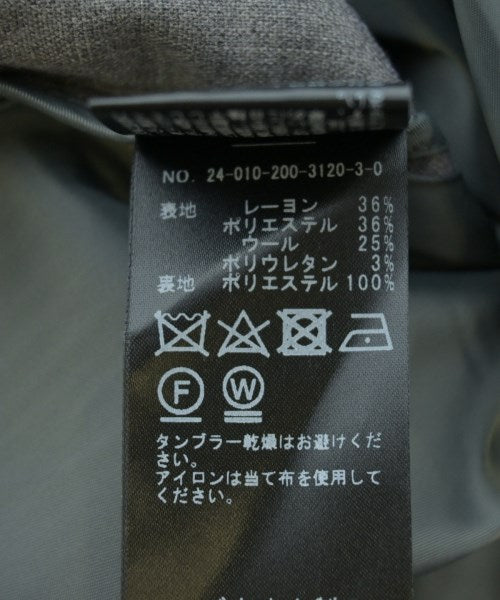 NO. 24-010-200-3120-3-0
表地 レーヨン 36%
ポリエステル 36%
ウール 25%
ポリウレタン 3%
裏地 ポリエステル 100%
F W
タンブラー乾燥はお避けくだ
さい。
アイロンは当て布を使用して
ください。